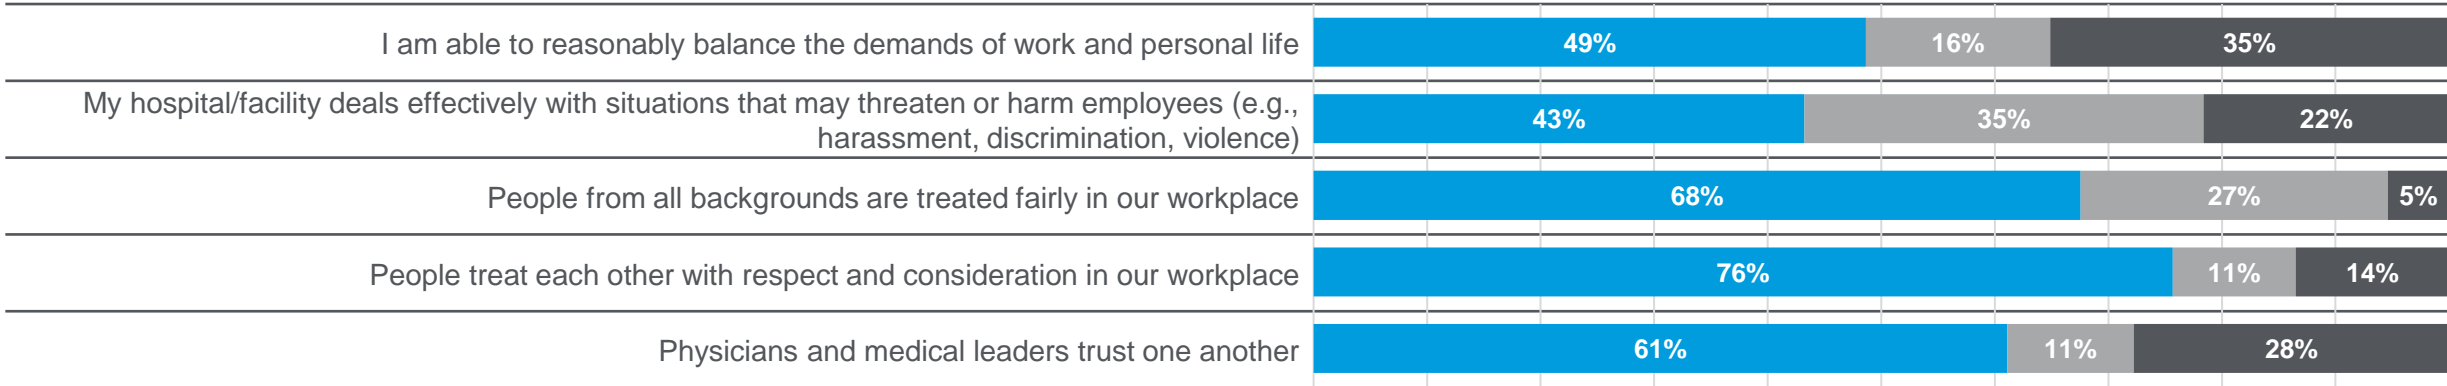 I am able to reasonably balance the demands of work and personal life
49% 16% 35%
My hospital/facility deals effectively with situations that may threaten or harm employees (e.g.,
harassment, discrimination, violence)
43% 35% 22%
People from all backgrounds are treated fairly in our workplace
68% 27% 5%
People treat each other with respect and consideration in our workplace
76% 11% 14%
Physicians and medical leaders trust one another
61% 11% 28%